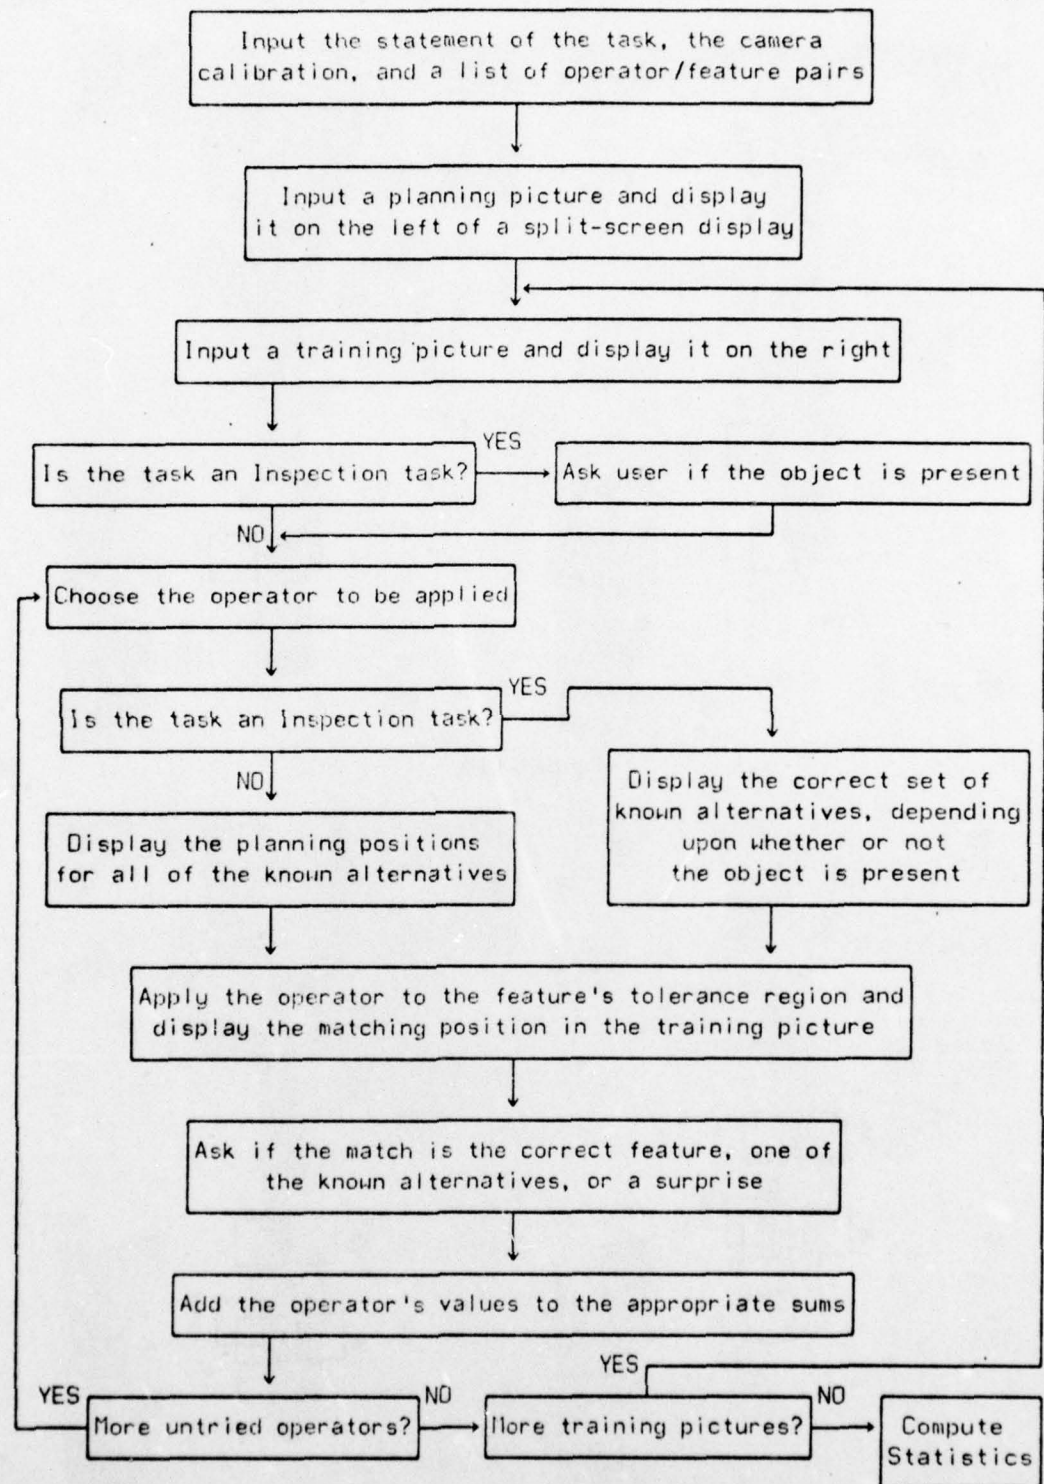 Input the statement of the task, the camera
calibration, and a list of operator/feature pairs
Input a planning picture and display
it on the left of a split-screen display
Input a training picture and display it on the right
Is the task an Inspection task?
YES
Ask user if the object is present
NO
Choose the operator to be applied
Is the task an Inspection task?
YES
NO
Display the planning positions
for all of the known alternatives
Display the correct set of
known alternatives, depending
upon whether or not
the object is present
Apply the operator to the feature's tolerance region and
display the matching position in the training picture
Ask if the match is the correct feature, one of
the known alternatives, or a surprise
Add the operator's values to the appropriate sums
YES
More untried operators?
NO
YES
More training pictures?
NO
Compute
Statistics